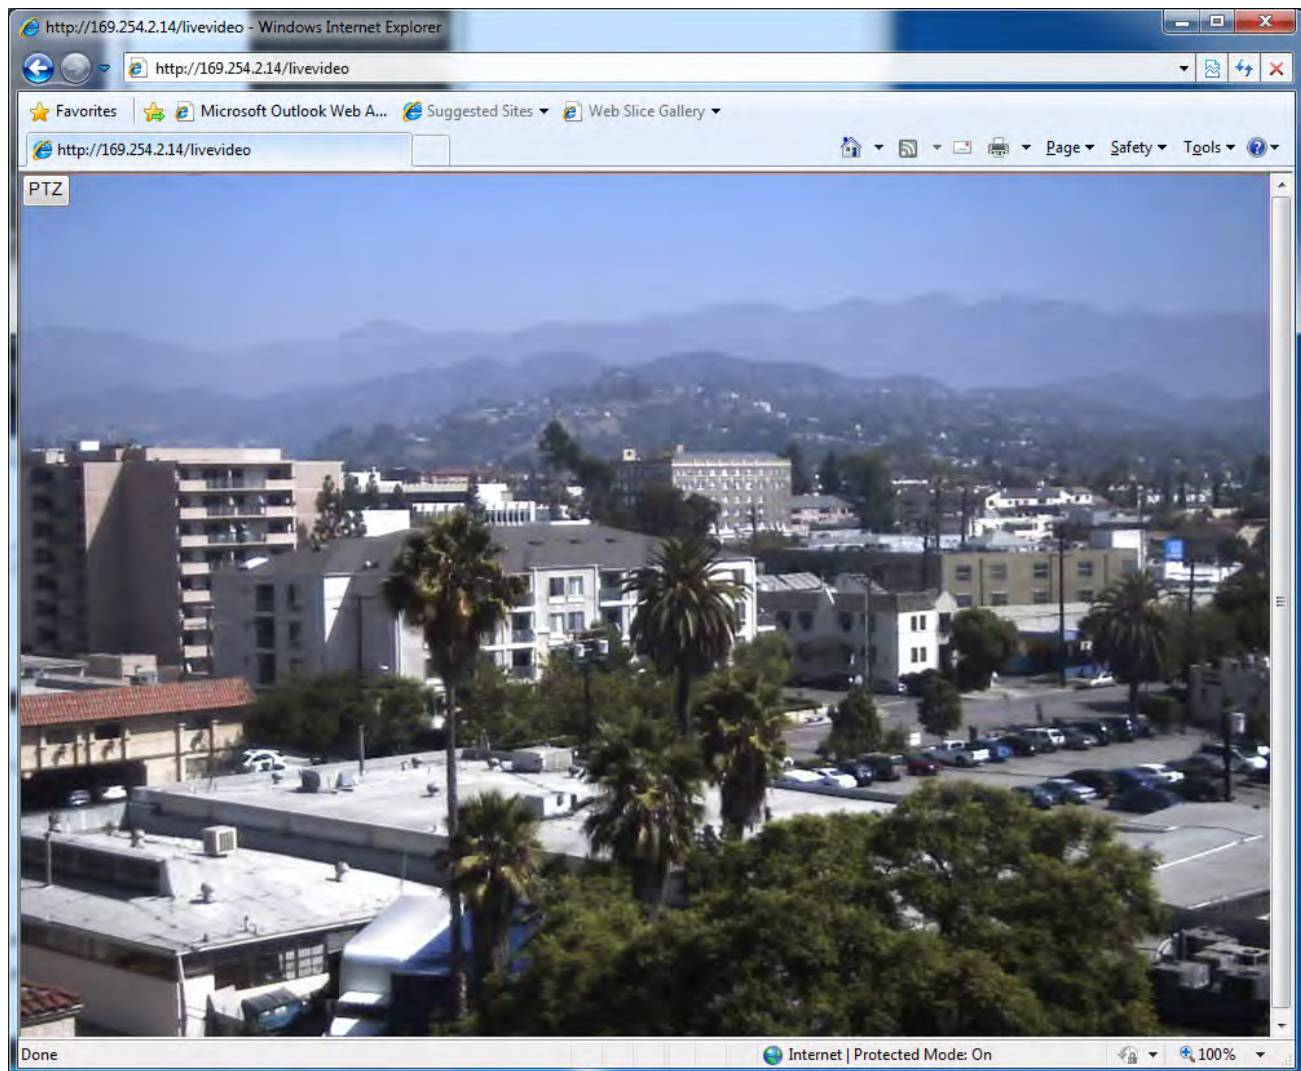 http://169.254.2.14/livevideo - Windows Internet Explorer
http://169.254.2.14/livevideo
Favorites Microsoft Outlook Web A... Suggested Sites Web Slice Gallery
http://169.254.2.14/livevideo Page Safety Tools
PTZ
Done Internet | Protected Mode: On 100%